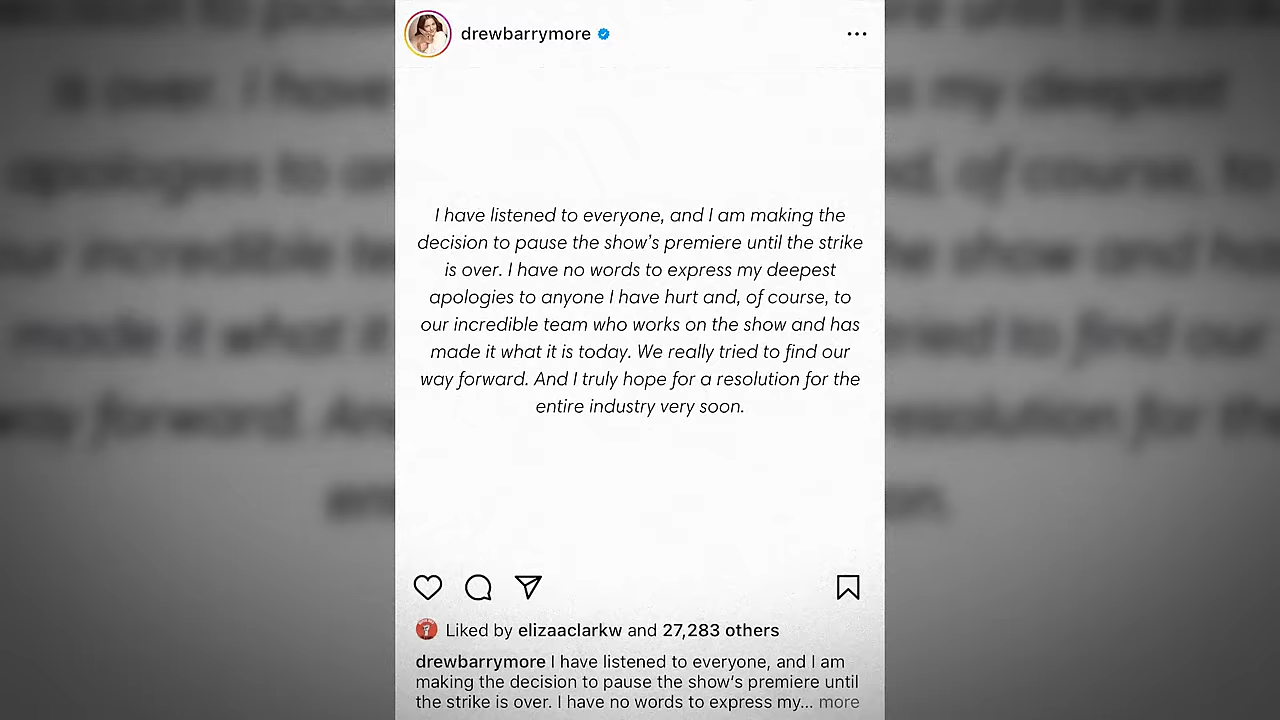 drewbarrymore
I have listened to everyone, and I am making the
decision to pause the show's premiere until the strike
is over. I have no words to express my deepest
apologies to anyone I have hurt and, of course, to
our incredible team who works on the show and has
made it what it is today. We really tried to find our
way forward. And I truly hope for a resolution for the
entire industry very soon.
Liked by elizaaclarkw and 27,283 others
drewbarrymore I have listened to everyone, and I am
making the decision to pause the show's premiere until
the strike is over. I have no words to express my... more